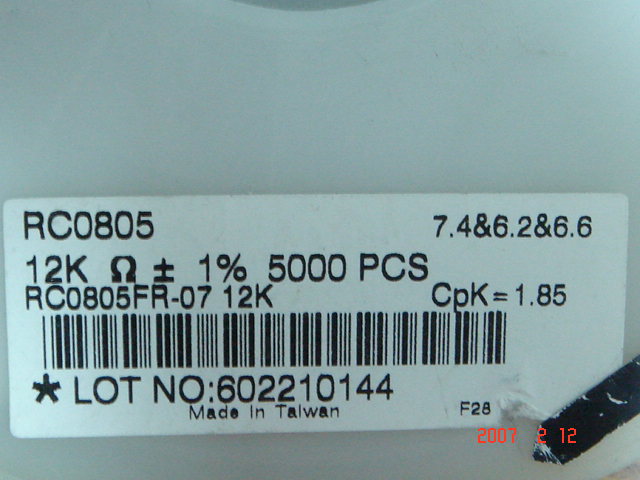 RC0805 7.4&6.2&6.6
12K Ω ± 1% 5000 PCS
RC0805FR-07 12K CpK=1.85
* LOT NO:602210144
Made In Taiwan F28
2007 2 12